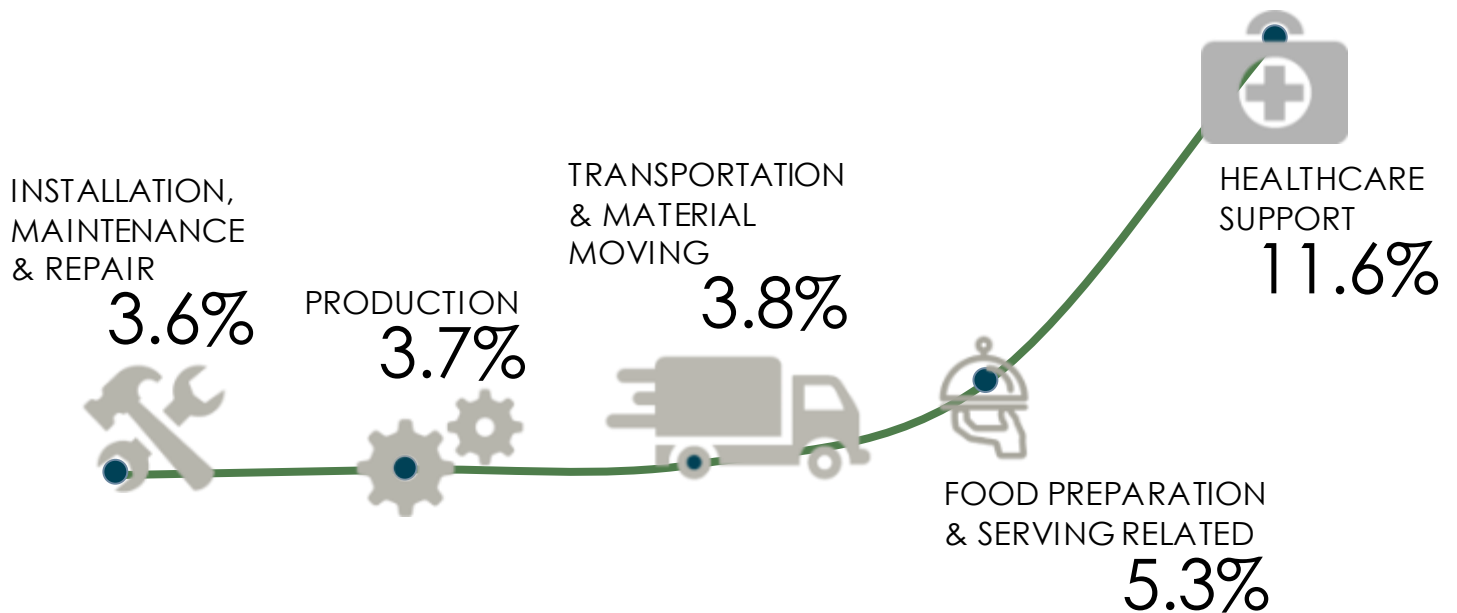 INSTALLATION,
MAINTENANCE
& REPAIR
3.6%
PRODUCTION
3.7%
TRANSPORTATION
& MATERIAL
MOVING
3.8%
FOOD PREPARATION
& SERVING RELATED
5.3%
HEALTHCARE
SUPPORT
11.6%